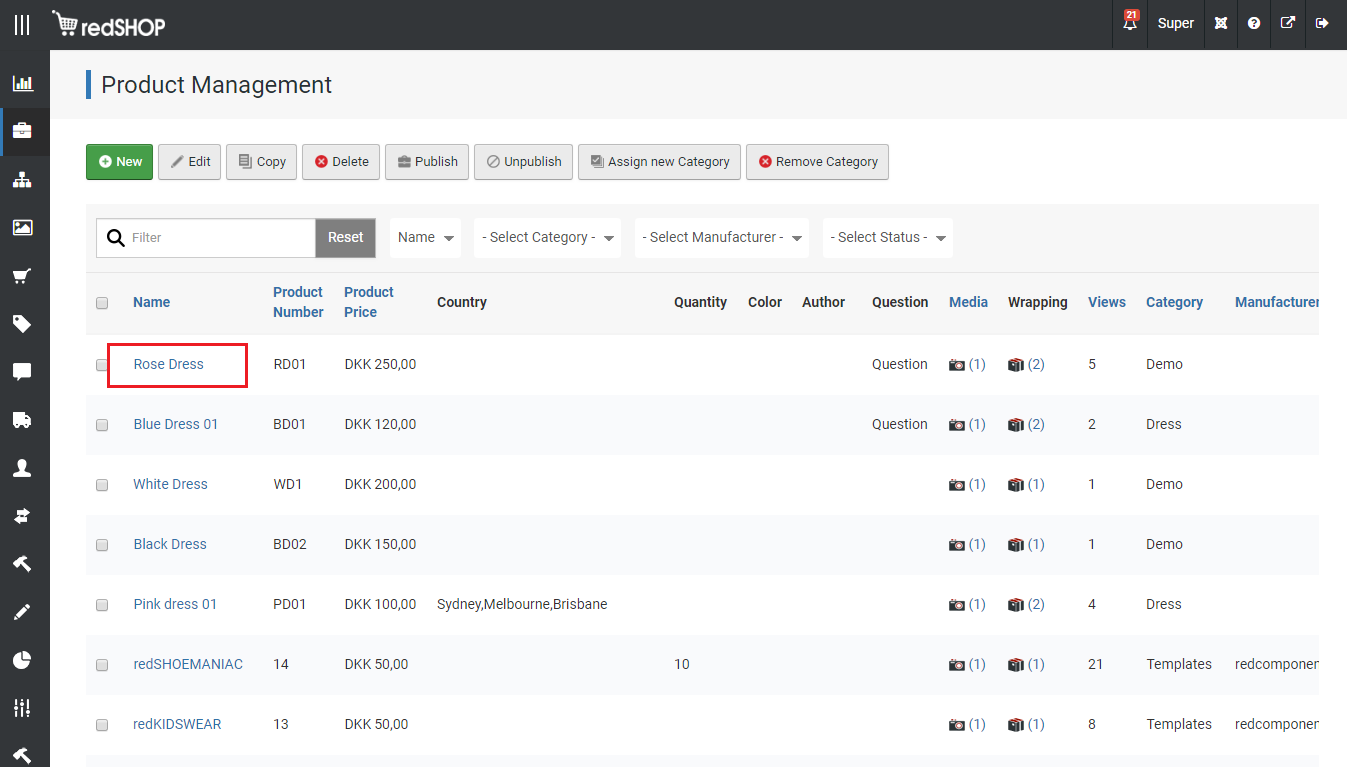 redSHOP
21
Super
Product Management
New Edit Copy Delete Publish Unpublish Assign new Category Remove Category
Filter Reset Name - Select Category - - Select Manufacturer - - Select Status -
Name Product Number Product Price Country Quantity Color Author Question Media Wrapping Views Category Manufacturer
Rose Dress RD01 DKK 250,00 Question (1) (2) 5 Demo
Blue Dress 01 BD01 DKK 120,00 Question (1) (2) 2 Dress
White Dress WD1 DKK 200,00 (1) (1) 1 Demo
Black Dress BD02 DKK 150,00 (1) (1) 1 Demo
Pink dress 01 PD01 DKK 100,00 Sydney,Melbourne,Brisbane (1) (2) 4 Dress
redSHOEMANIAC 14 DKK 50,00 10 (1) (1) 21 Templates redcomponen
redKIDSWEAR 13 DKK 50,00 (1) (1) 8 Templates redcomponen